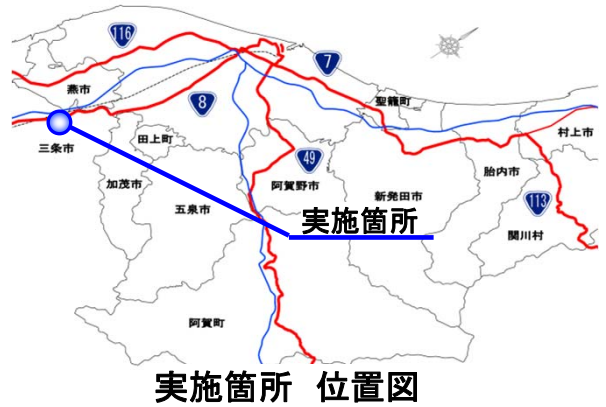 116
7
燕市
聖籠町
8
村上市
三条市
田上町
49
胎内市
加茂市
阿賀野市
新発田市
113
五泉市
実施箇所
関川村
阿賀町
実施箇所 位置図